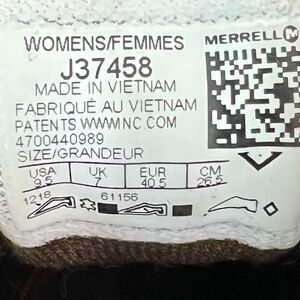 WOMENS/FEMMES
MERRELL
J37458
MADE IN VIETNAM
FABRIQUÉ AU VIETNAM
PATENTS WWW.MNC.COM
4700440989
SIZE/GRANDEUR
USA UK EUR CM
9.5 7 40.5 26.5
1218 61156